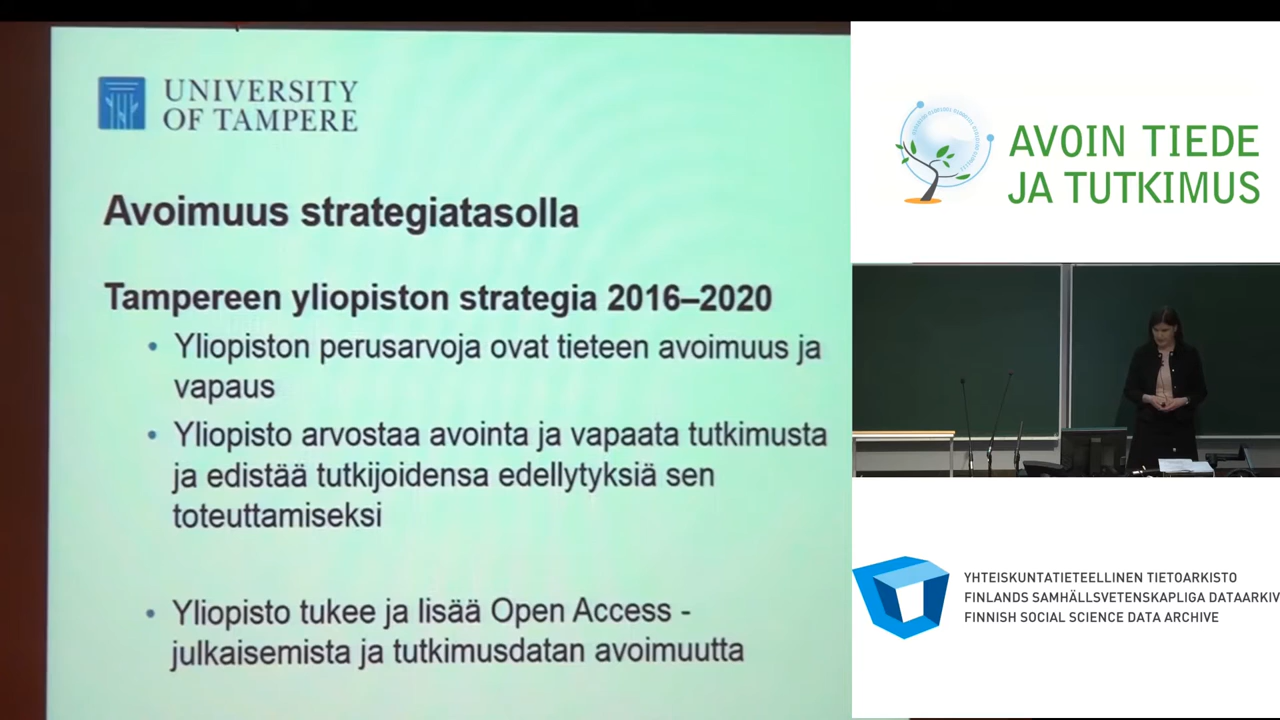 UNIVERSITY
OF TAMPERE
Avoimuus strategiatasolla
Tampereen yliopiston strategia 2016–2020
• Yliopiston perusarvoja ovat tieteen avoimuus ja
vapaus
• Yliopisto arvostaa avointa ja vapaata tutkimusta
ja edistää tutkijoidensa edellytyksiä sen
toteuttamiseksi
• Yliopisto tukee ja lisää Open Access -
julkaisemista ja tutkimusdatan avoimuutta
AVOIN TIEDE
JA TUTKIMUS
YHTEISKUNTATIETEELLINEN TIETOARKISTO
FINLANDS SAMHÄLLSVETENSKAPLIGA DATAARKIV
FINNISH SOCIAL SCIENCE DATA ARCHIVE